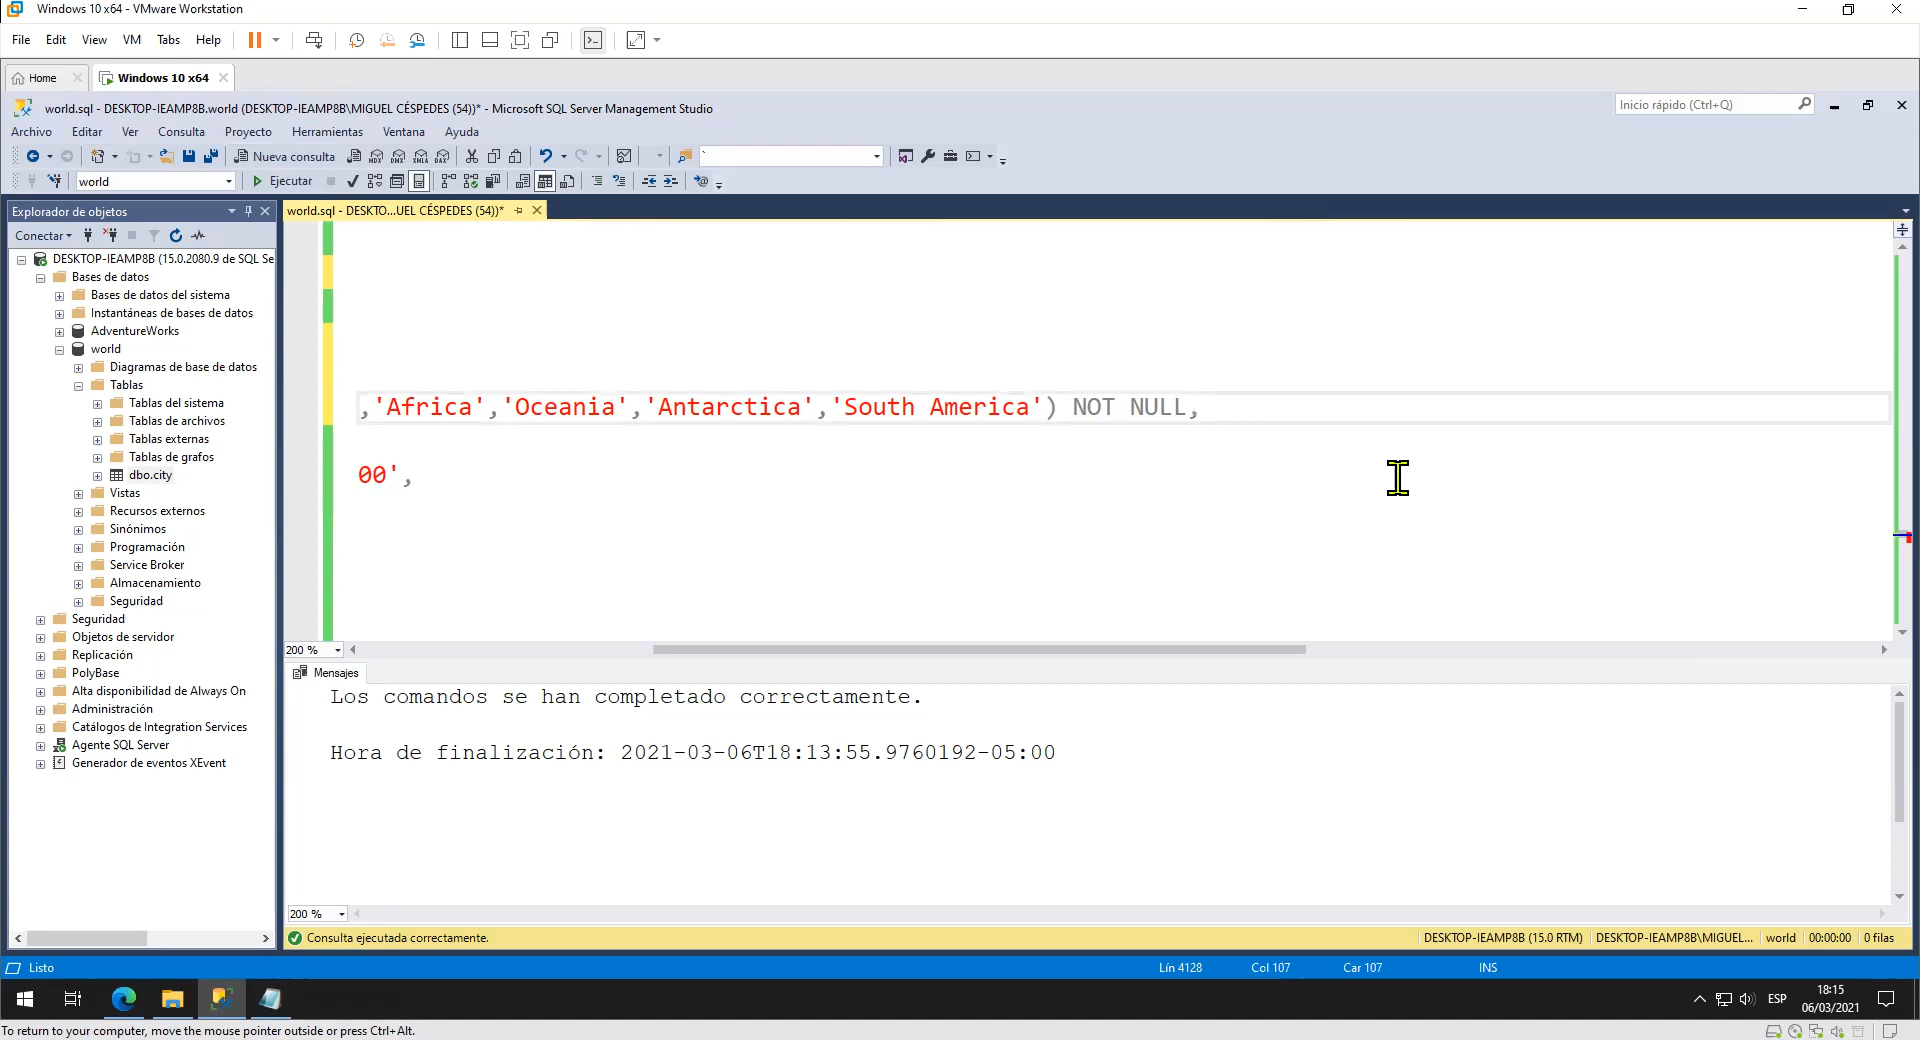 Windows 10 x64 - VMware Workstation
File Edit View VM Tabs Help
Home
Windows 10 x64
world.sql - DESKTOP-IEAMP8B.world (DESKTOP-IEAMP8B\MIGUEL CÉSPEDES (54))* - Microsoft SQL Server Management Studio
Inicio rápido (Ctrl+Q)
Archivo Editar Ver Consulta Proyecto Herramientas Ventana Ayuda
Nueva consulta
MDX DMX XMLA DAX
`
world
Ejecutar
Explorador de objetos
world.sql - DESKTO...UEL CÉSPEDES (54))*
Conectar
DESKTOP-IEAMP8B (15.0.2080.9 de SQL Se
Bases de datos
Bases de datos del sistema
Instantáneas de bases de datos
AdventureWorks
world
Diagramas de base de datos
Tablas
Tablas del sistema
Tablas de archivos
Tablas externas
Tablas de grafos
dbo.city
Vistas
Recursos externos
Sinónimos
Programación
Service Broker
Almacenamiento
Seguridad
Seguridad
Objetos de servidor
Replicación
PolyBase
Alta disponibilidad de Always On
Administración
Catálogos de Integration Services
Agente SQL Server
Generador de eventos XEvent
,'Africa','Oceania','Antarctica','South America') NOT NULL,
00',
200 %
Mensajes
Los comandos se han completado correctamente.
Hora de finalización: 2021-03-06T18:13:55.9760192-05:00
200 %
Consulta ejecutada correctamente.
DESKTOP-IEAMP8B (15.0 RTM) DESKTOP-IEAMP8B\MIGUEL... world 00:00:00 0 filas
Listo
Lín 4128 Col 107 Car 107 INS
ESP
18:15
06/03/2021
To return to your computer, move the mouse pointer outside or press Ctrl+Alt.